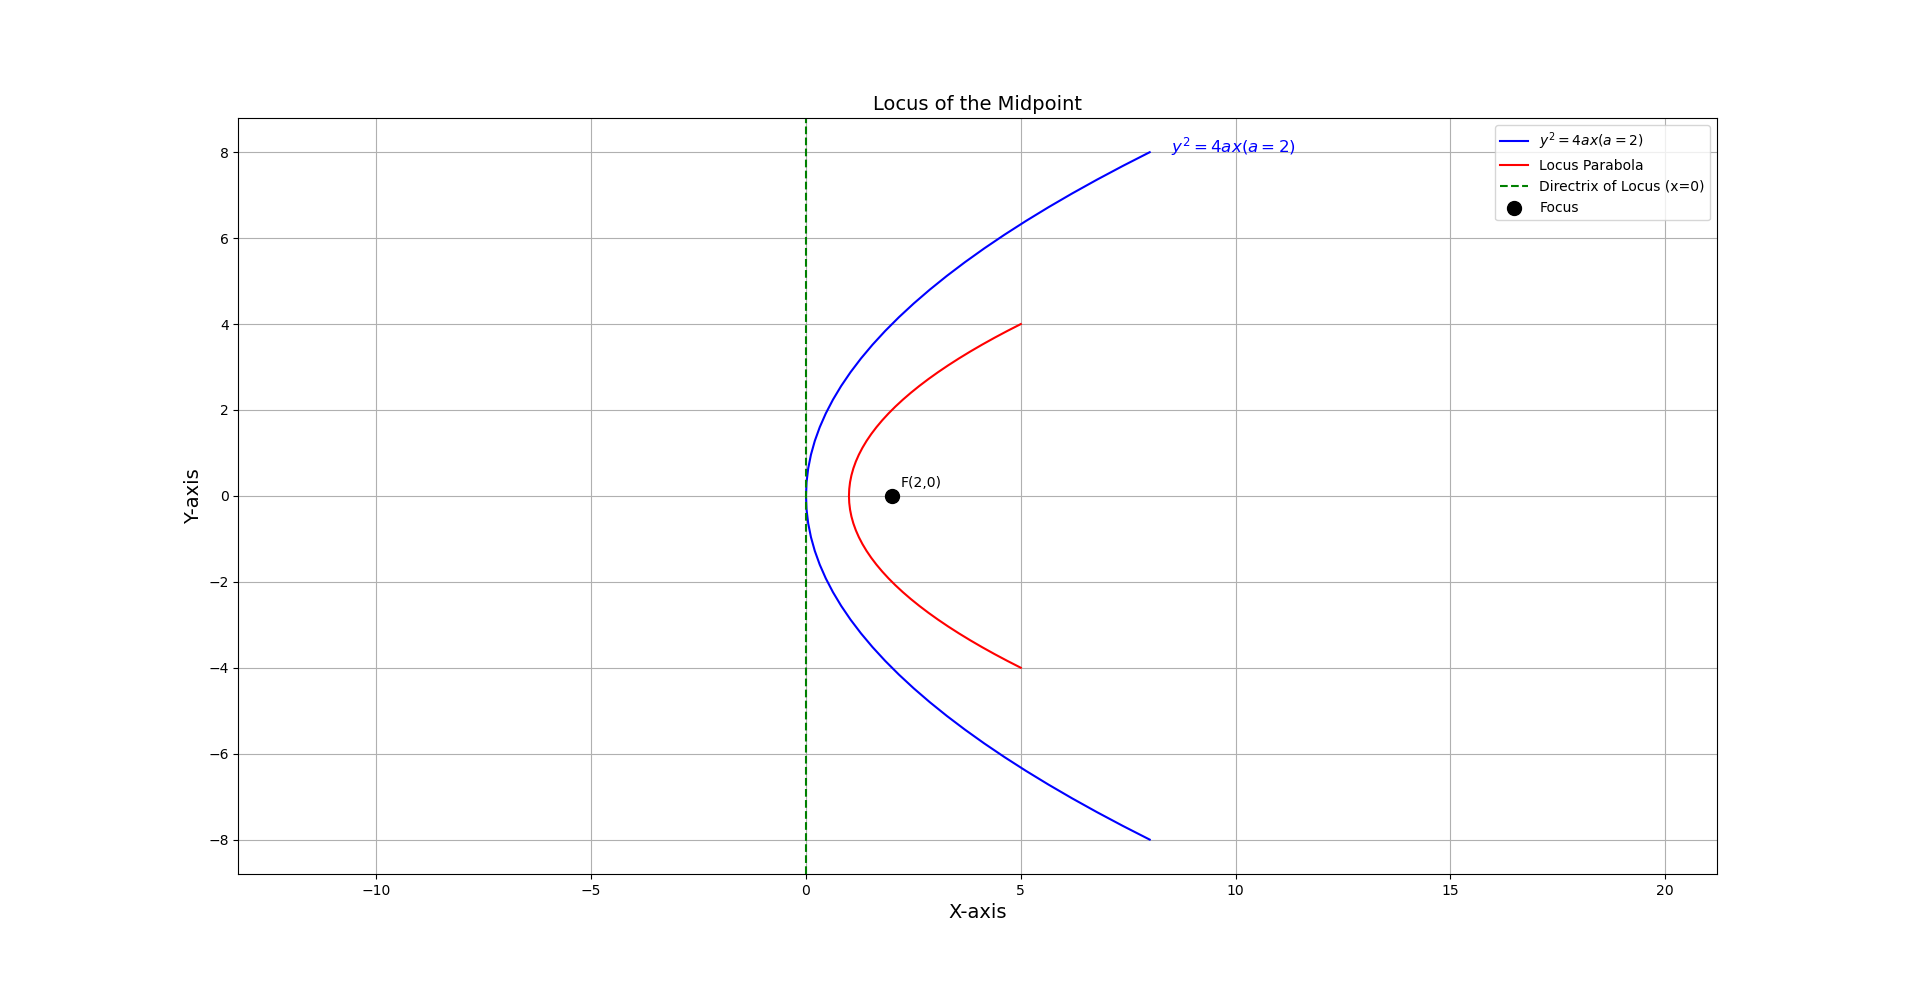 Locus of the Midpoint
y² = 4ax(a = 2)
y² = 4ax(a = 2)
Locus Parabola
Directrix of Locus (x=0)
Focus
F(2,0)
Y-axis
8
6
4
2
0
−2
−4
−6
−8
−10
−5
0
5
10
15
20
X-axis